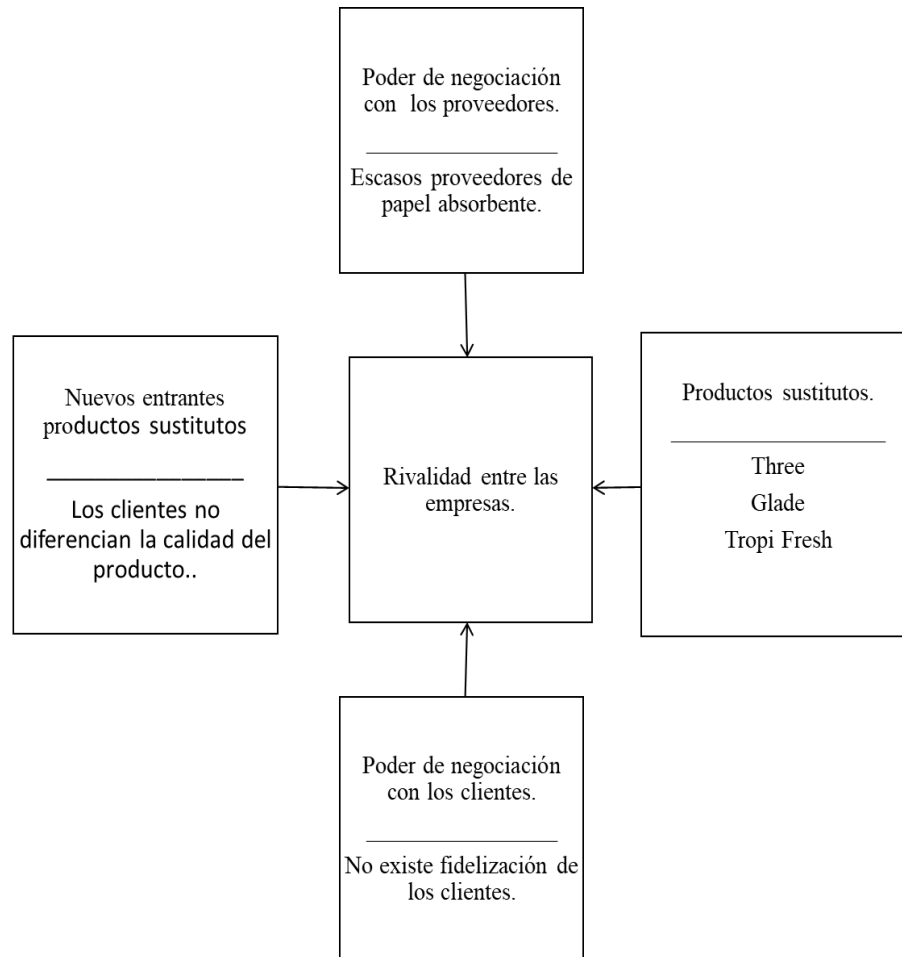 Poder de negociación
con los proveedores.
Escasos proveedores de
papel absorbente.
Nuevos entrantes
productos sustitutos
Los clientes no
diferencian la calidad del
producto..
Rivalidad entre las
empresas.
Productos sustitutos.
Three
Glade
Tropi Fresh
Poder de negociación
con los clientes.
No existe fidelización de
los clientes.